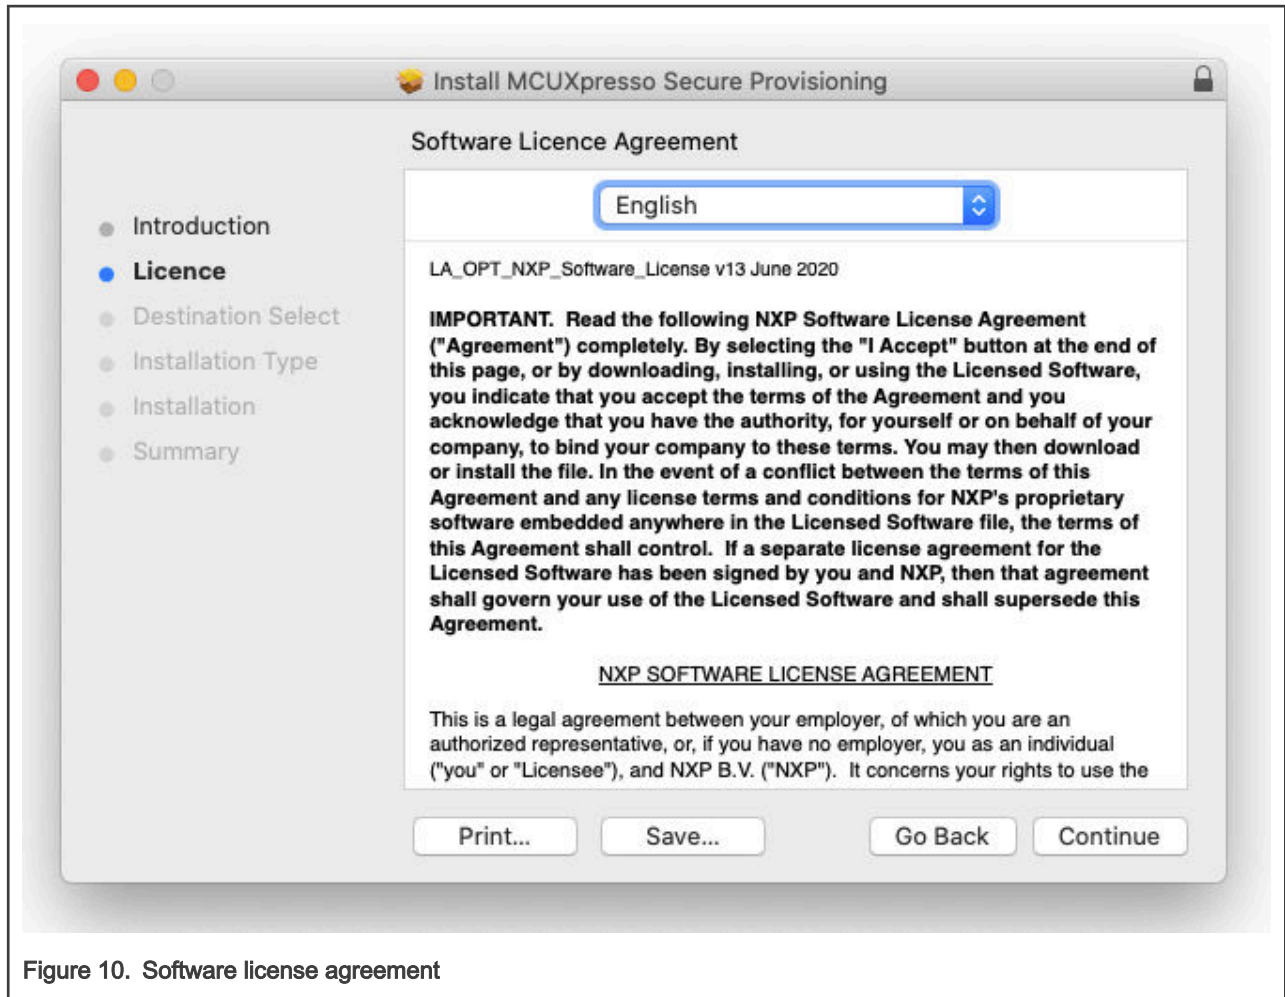 Install MCUXpresso Secure Provisioning
Software Licence Agreement
Introduction
Licence
Destination Select
Installation Type
Installation
Summary
English
LA_OPT_NXP_Software_License v13 June 2020
IMPORTANT.  Read the following NXP Software License Agreement
("Agreement") completely. By selecting the "I Accept" button at the end of
this page, or by downloading, installing, or using the Licensed Software,
you indicate that you accept the terms of the Agreement and you
acknowledge that you have the authority, for yourself or on behalf of your
company, to bind your company to these terms. You may then download
or install the file. In the event of a conflict between the terms of this
Agreement and any license terms and conditions for NXP's proprietary
software embedded anywhere in the Licensed Software file, the terms of
this Agreement shall control.  If a separate license agreement for the
Licensed Software has been signed by you and NXP, then that agreement
shall govern your use of the Licensed Software and shall supersede this
Agreement.
NXP SOFTWARE LICENSE AGREEMENT
This is a legal agreement between your employer, of which you are an
authorized representative, or, if you have no employer, you as an individual
("you" or "Licensee"), and NXP B.V. ("NXP").  It concerns your rights to use the
Print...
Save...
Go Back
Continue
Figure 10.  Software license agreement